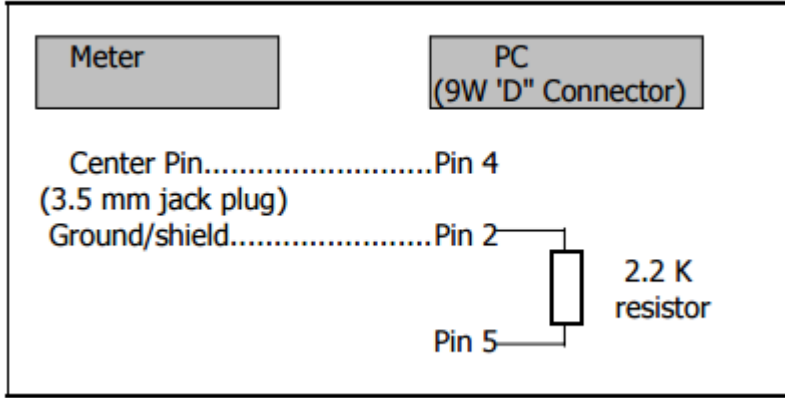 Meter
PC
(9W 'D" Connector)
Center Pin..........................Pin 4
(3.5 mm jack plug)
Ground/shield.......................Pin 2
2.2 K
resistor
Pin 5